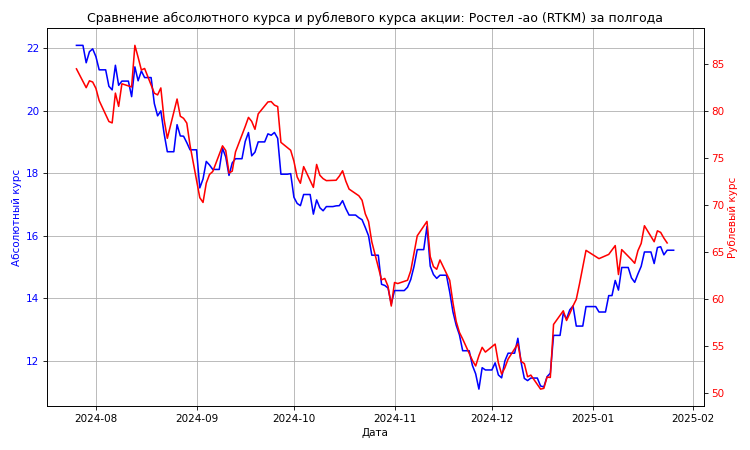 Сравнение абсолютного курса и рублевого курса акции: Ростел -ао (RTKM) за полгода
22
20
18
16
14
12
Абсолютный курс
85
80
75
70
65
60
55
50
Рублевый курс
2024-08 2024-09 2024-10 2024-11 2024-12 2025-01 2025-02
Дата